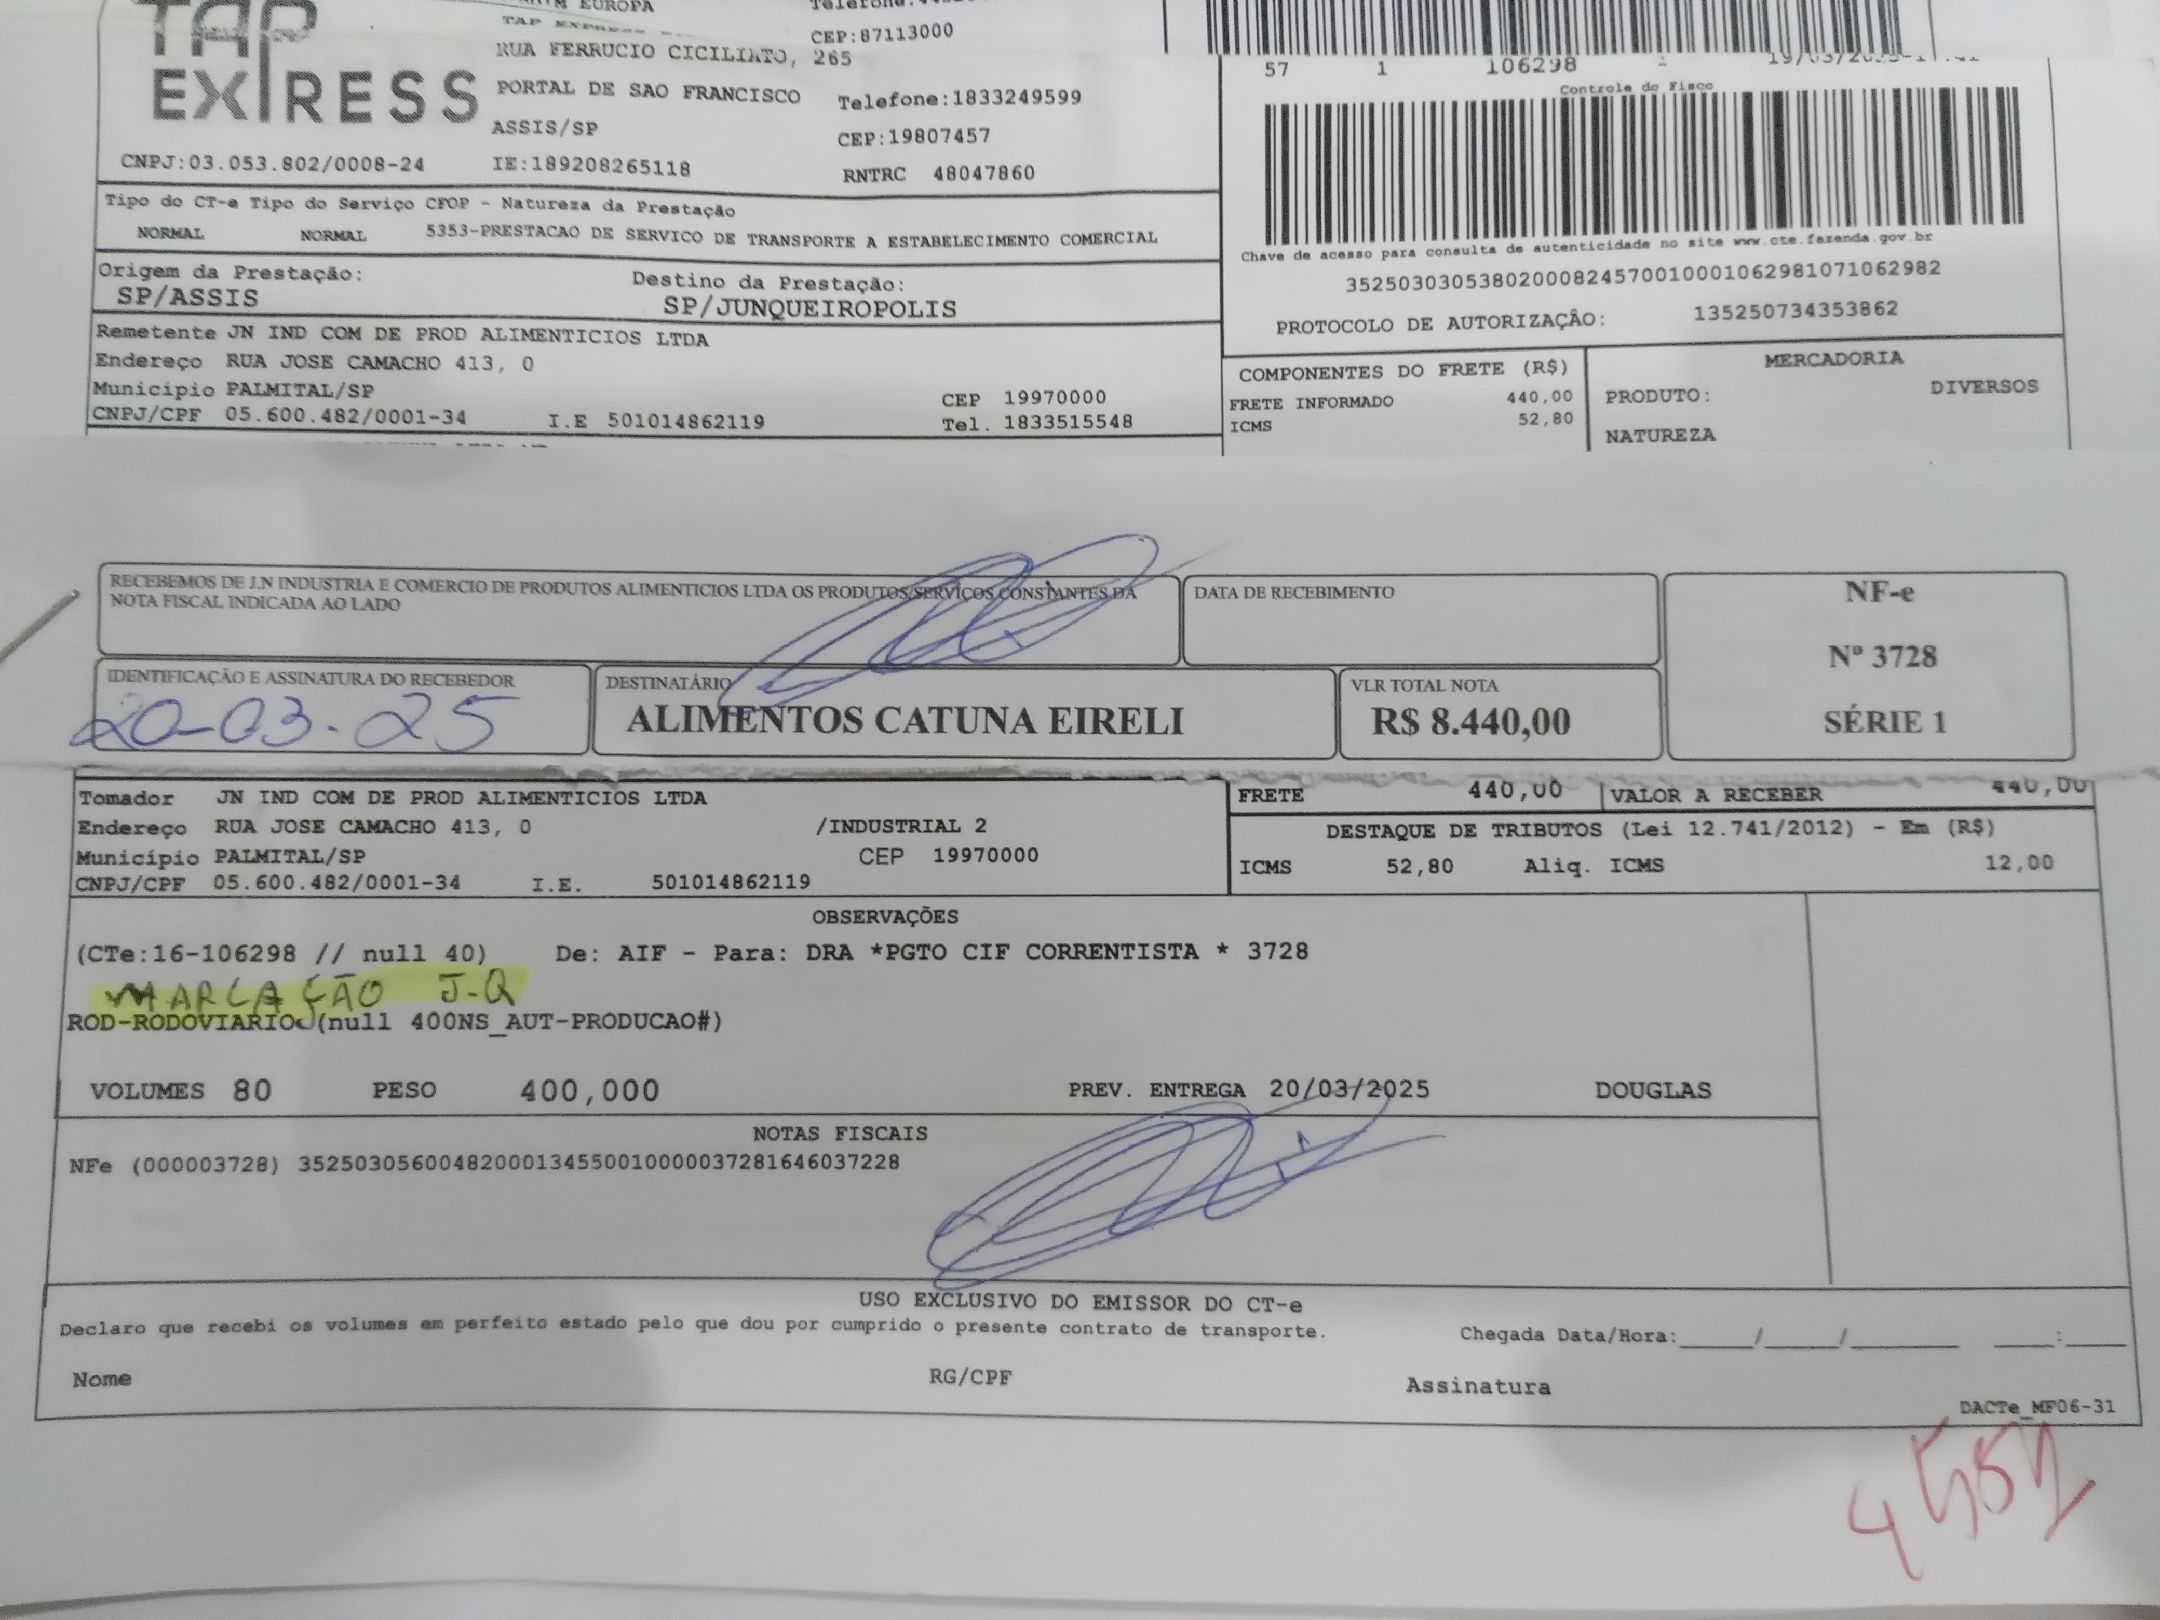 TAP
EXPRESS
EUROPA
CEP:87113000
RUA FERRUCIO CICILIATO, 265
PORTAL DE SAO FRANCISCO Telefone:1833249599
ASSIS/SP CEP:19807457
CNPJ:03.053.802/0008-24 IE:189208265118 RNTRC 48047860
57 1 106298
Controle do Fisco
Tipo do CT-e Tipo do Serviço CFOP - Natureza da Prestação
NORMAL NORMAL 5353-PRESTACAO DE SERVICO DE TRANSPORTE A ESTABELECIMENTO COMERCIAL
Chave de acesso para consulta de autenticidade no site www.cte.fazenda.gov.br
35250303053802000824570010001062981071062982
PROTOCOLO DE AUTORIZAÇÃO: 135250734353862
Origem da Prestação: Destino da Prestação:
SP/ASSIS SP/JUNQUEIROPOLIS
Remetente JN IND COM DE PROD ALIMENTICIOS LTDA
Endereço RUA JOSE CAMACHO 413, 0
Município PALMITAL/SP CEP 19970000
CNPJ/CPF 05.600.482/0001-34 I.E 501014862119 Tel. 1833515548
COMPONENTES DO FRETE (R$)
FRETE INFORMADO 440,00
ICMS 52,80
MERCADORIA
PRODUTO: DIVERSOS
NATUREZA
RECEBEMOS DE J.N INDUSTRIA E COMERCIO DE PRODUTOS ALIMENTICIOS LTDA OS PRODUTOS/SERVIÇOS CONSTANTES DA
NOTA FISCAL INDICADA AO LADO
DATA DE RECEBIMENTO
NF-e
Nº 3728
SÉRIE 1
IDENTIFICAÇÃO E ASSINATURA DO RECEBEDOR
20-03-25
DESTINATÁRIO
ALIMENTOS CATUNA EIRELI
VLR TOTAL NOTA
R$ 8.440,00
Tomador JN IND COM DE PROD ALIMENTICIOS LTDA
Endereço RUA JOSE CAMACHO 413, 0 /INDUSTRIAL 2
Município PALMITAL/SP CEP 19970000
CNPJ/CPF 05.600.482/0001-34 I.E. 501014862119
FRETE 440,00 VALOR A RECEBER 440,00
DESTAQUE DE TRIBUTOS (Lei 12.741/2012) - Em (R$)
ICMS 52,80 Aliq. ICMS 12,00
OBSERVAÇÕES
(CTe:16-106298 // null 40) De: AIF - Para: DRA *PGTO CIF CORRENTISTA * 3728
MARCAÇÃO J-Q
ROD-RODOVIARIO (null 400NS_AUT-PRODUCAO#)
VOLUMES 80 PESO 400,000 PREV. ENTREGA 20/03/2025 DOUGLAS
NOTAS FISCAIS
NFe (000003728) 35250305600482000134550010000037281646037228
USO EXCLUSIVO DO EMISSOR DO CT-e
Declaro que recebi os volumes em perfeito estado pelo que dou por cumprido o presente contrato de transporte. Chegada Data/Hora:_____/_____/_______ ____:____
Nome RG/CPF Assinatura
DACTe_MF06-31